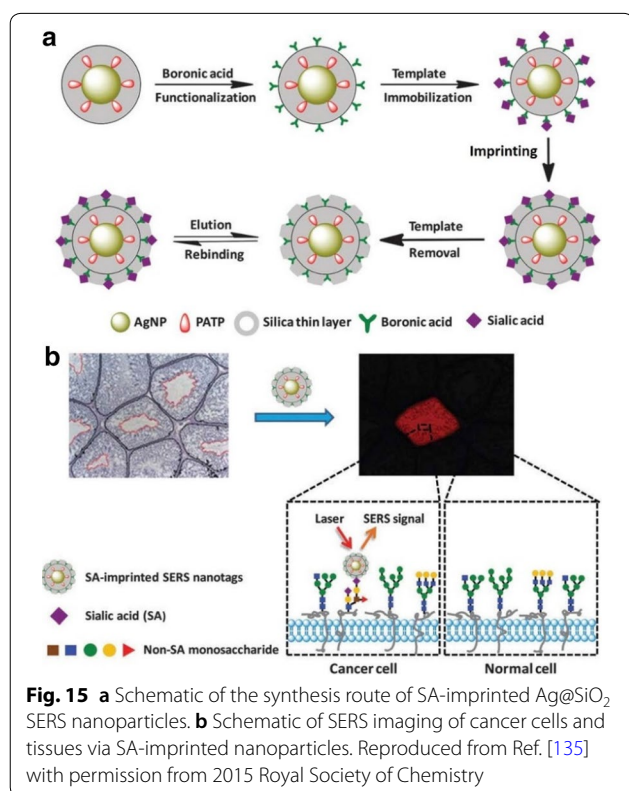 a
Boronic acid
Functionalization
Template
Immobilization
Imprinting
Elution
Rebinding
Template
Removal
AgNP PATP Silica thin layer Boronic acid Sialic acid
b
Laser SERS signal
SA-imprinted SERS nanotags
Sialic acid (SA)
Non-SA monosaccharide
Cancer cell Normal cell
Fig. 15 a Schematic of the synthesis route of SA-imprinted Ag@SiO₂
SERS nanoparticles. b Schematic of SERS imaging of cancer cells and
tissues via SA-imprinted nanoparticles. Reproduced from Ref. [135]
with permission from 2015 Royal Society of Chemistry